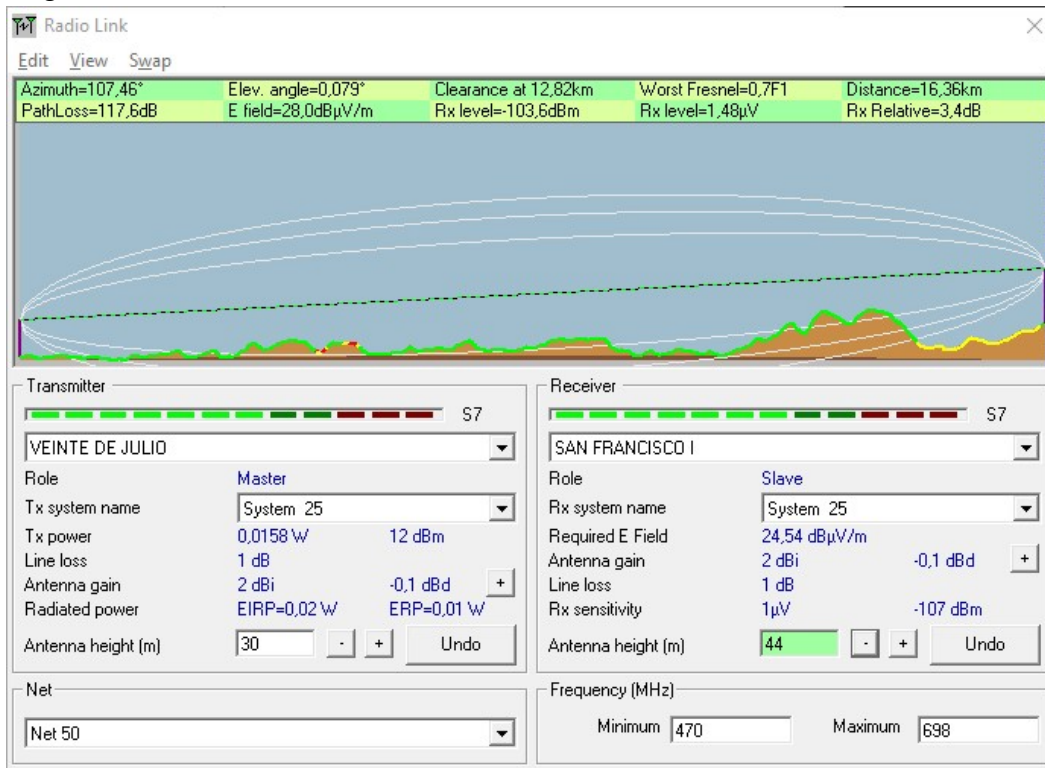 Radio Link
Edit View Swap
Azimuth=107,46° Elev. angle=0,079° Clearance at 12,82km Worst Fresnel=0,7F1 Distance=16,36km
PathLoss=117,6dB E field=28,0dBµV/m Rx level=-103,6dBm Rx level=1,48µV Rx Relative=3,4dB
Transmitter
S7
VEINTE DE JULIO
Role Master
Tx system name System 25
Tx power 0,0158 W 12 dBm
Line loss 1 dB
Antenna gain 2 dBi -0,1 dBd +
Radiated power EIRP=0,02 W ERP=0,01 W
Antenna height (m) 30 - + Undo
Net
Net 50
Receiver
S7
SAN FRANCISCO I
Role Slave
Rx system name System 25
Required E Field 24,54 dBµV/m
Antenna gain 2 dBi -0,1 dBd +
Line loss 1 dB
Rx sensitivity 1µV -107 dBm
Antenna height (m) 44 - + Undo
Frequency (MHz)
Minimum 470 Maximum 698